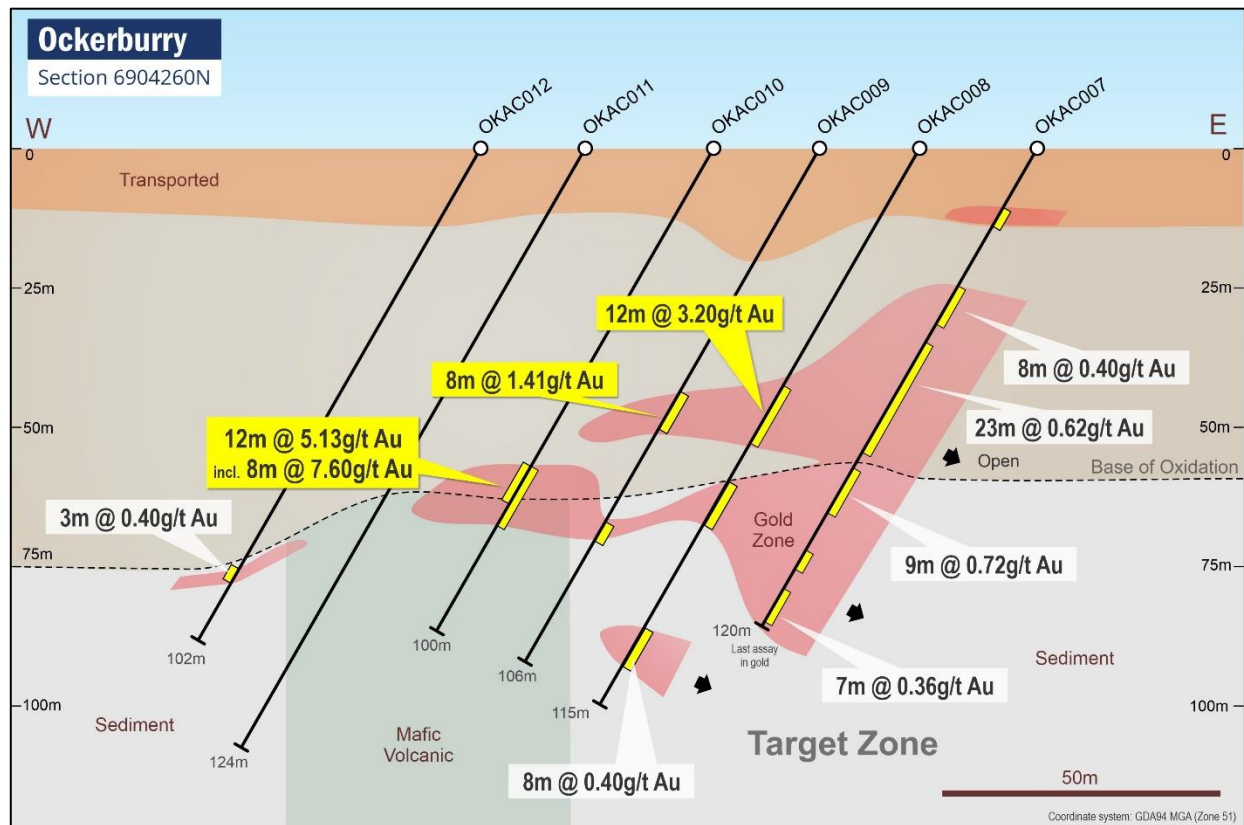 Ockerburry
Section 6904260N
OKAC012
OKAC011
OKAC010
OKAC009
OKAC008
OKAC007
W
E
0
0
Transported
25m
25m
12m @ 3.20g/t Au
8m @ 1.41g/t Au
8m @ 0.40g/t Au
23m @ 0.62g/t Au
50m
50m
12m @ 5.13g/t Au
incl. 8m @ 7.60g/t Au
Open
Base of Oxidation
3m @ 0.40g/t Au
Gold
Zone
75m
75m
9m @ 0.72g/t Au
102m
100m
106m
120m
Last assay
in gold
Sediment
7m @ 0.36g/t Au
100m
100m
Sediment
115m
Mafic
Volcanic
124m
Target Zone
8m @ 0.40g/t Au
50m
Coordinate system: GDA94 MGA (Zone 51)